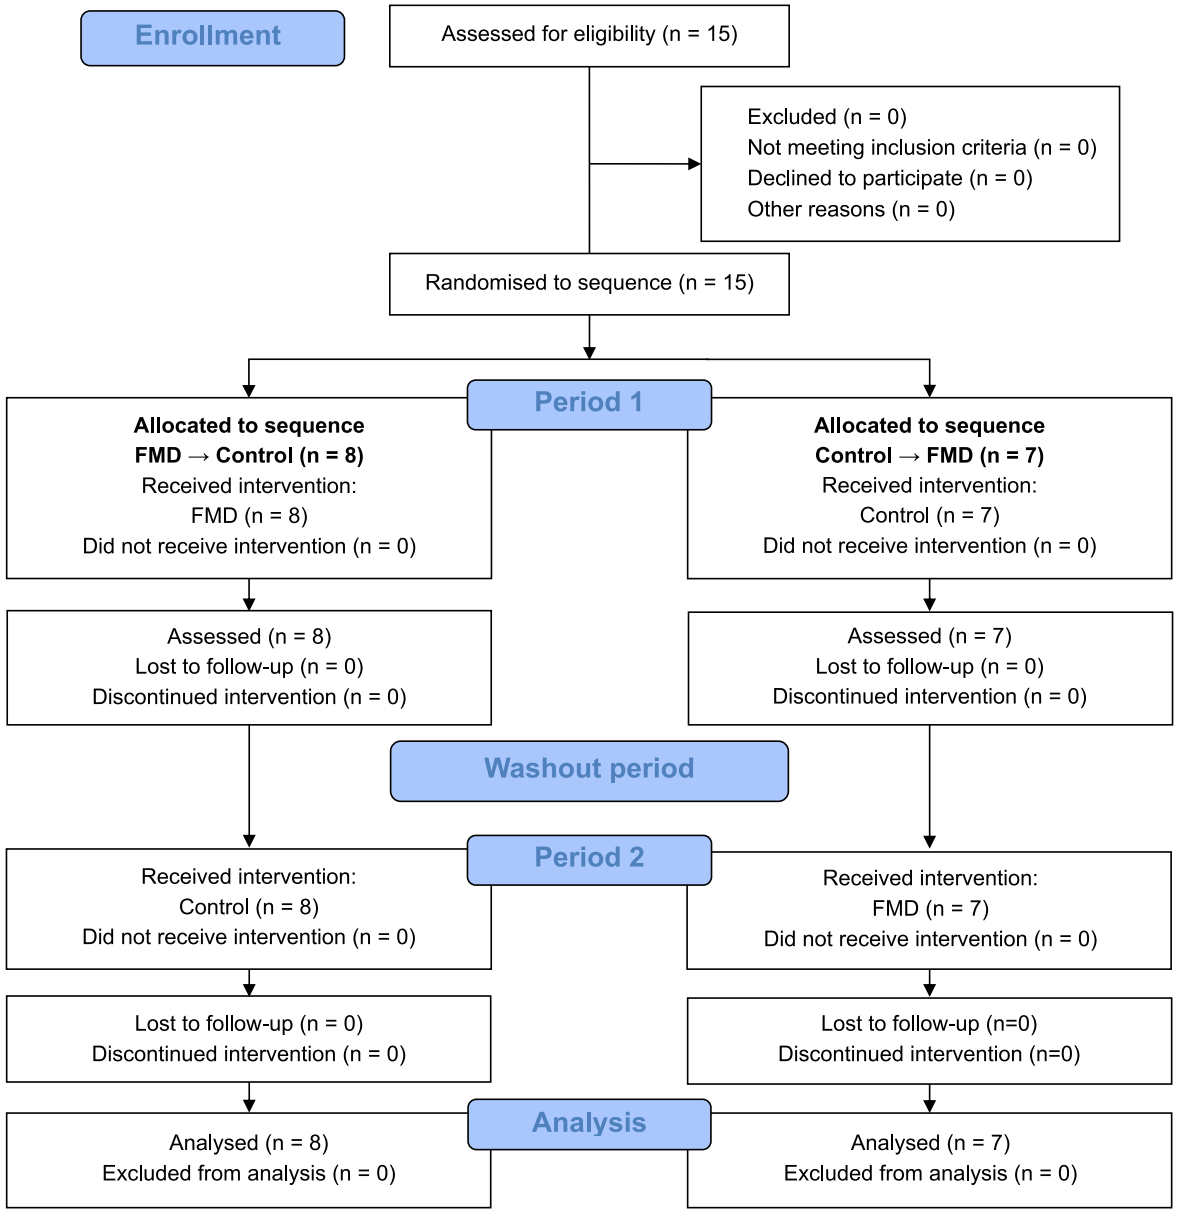 Enrollment
Assessed for eligibility (n = 15)
Excluded (n = 0)
Not meeting inclusion criteria (n = 0)
Declined to participate (n = 0)
Other reasons (n = 0)
Randomised to sequence (n = 15)
Period 1
Allocated to sequence
FMD → Control (n = 8)
Received intervention:
FMD (n = 8)
Did not receive intervention (n = 0)
Allocated to sequence
Control → FMD (n = 7)
Received intervention:
Control (n = 7)
Did not receive intervention (n = 0)
Assessed (n = 8)
Lost to follow-up (n = 0)
Discontinued intervention (n = 0)
Assessed (n = 7)
Lost to follow-up (n = 0)
Discontinued intervention (n = 0)
Washout period
Period 2
Received intervention:
Control (n = 8)
Did not receive intervention (n = 0)
Received intervention:
FMD (n = 7)
Did not receive intervention (n = 0)
Lost to follow-up (n = 0)
Discontinued intervention (n = 0)
Lost to follow-up (n=0)
Discontinued intervention (n=0)
Analysis
Analysed (n = 8)
Excluded from analysis (n = 0)
Analysed (n = 7)
Excluded from analysis (n = 0)